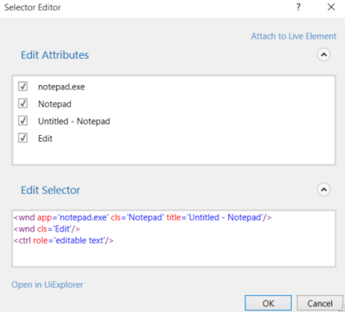 Selector Editor
? ×
Attach to Live Element
Edit Attributes
notepad.exe
Notepad
Untitled - Notepad
Edit
Edit Selector
<wnd app='notepad.exe' cls='Notepad' title='Untitled - Notepad'/>
<wnd cls='Edit'/>
<ctrl role='editable text'/>
Open in UiExplorer
OK Cancel